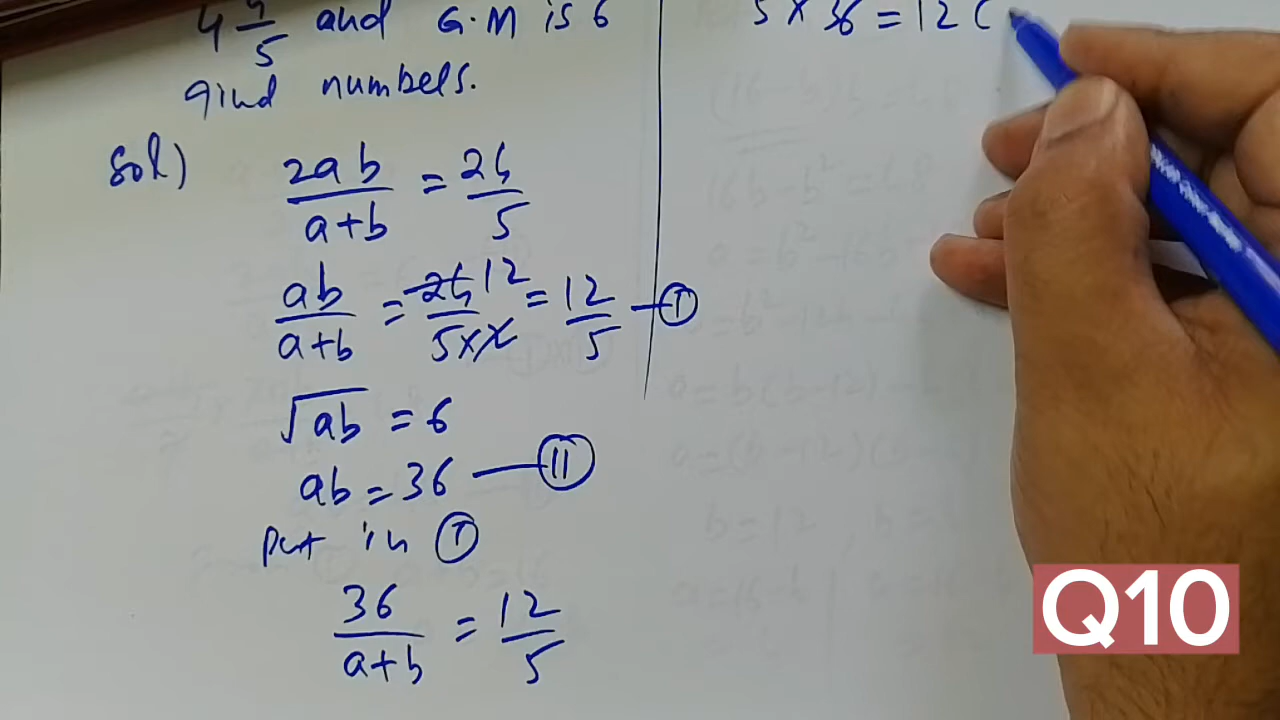 4 4/5 and G.M is 6
find numbers.
Sol)
2ab/a+b = 24/5
ab/a+b = 24 12/5×2 = 12/5 — I
√ab = 6
ab = 36 — II
Put in I
36/a+b = 12/5
5 × 36 = 12 (
Q10